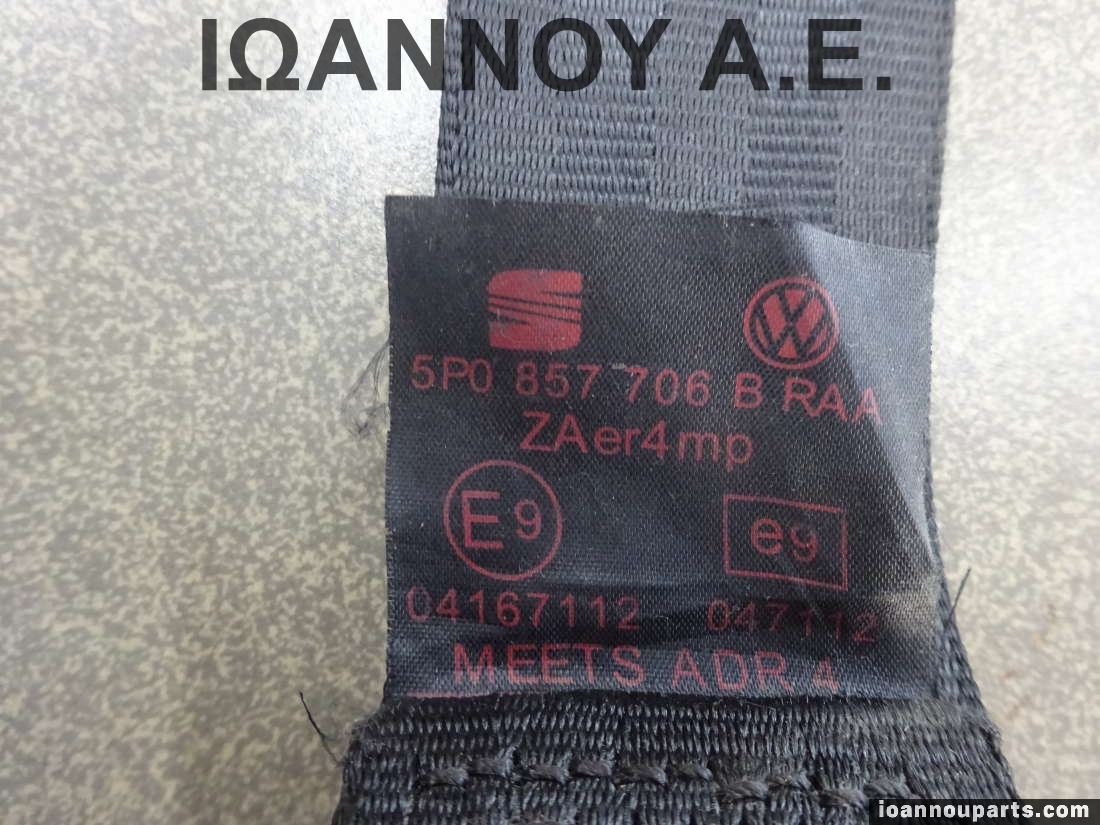 ΙΩΑΝΝΟΥ Α.Ε.
5P0 857 706 B RAA
ZAer4mp
E9 e9
04167112 047112
MEETS ADR 4
ioannouparts.com